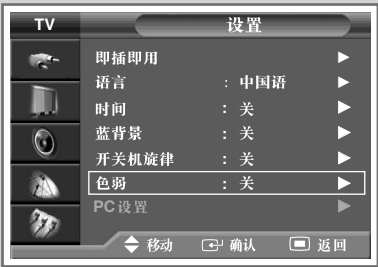 TV 设置
即插即用
语言 : 中国语
时间 : 关
蓝背景 : 关
开关机旋律 : 关
色弱 : 关
PC设置
移动 确认 返回